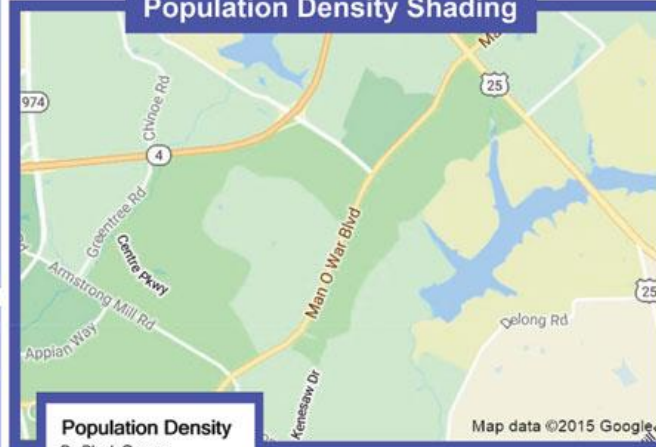 Population Density Shading
974
Chinoe Rd
4
25
Greentree Rd
Centre Pkwy
Man O War Blvd
Armstrong Mill Rd
25
Delong Rd
Appian Way
Kenesaw Dr
Population Density
Map data ©2015 Google